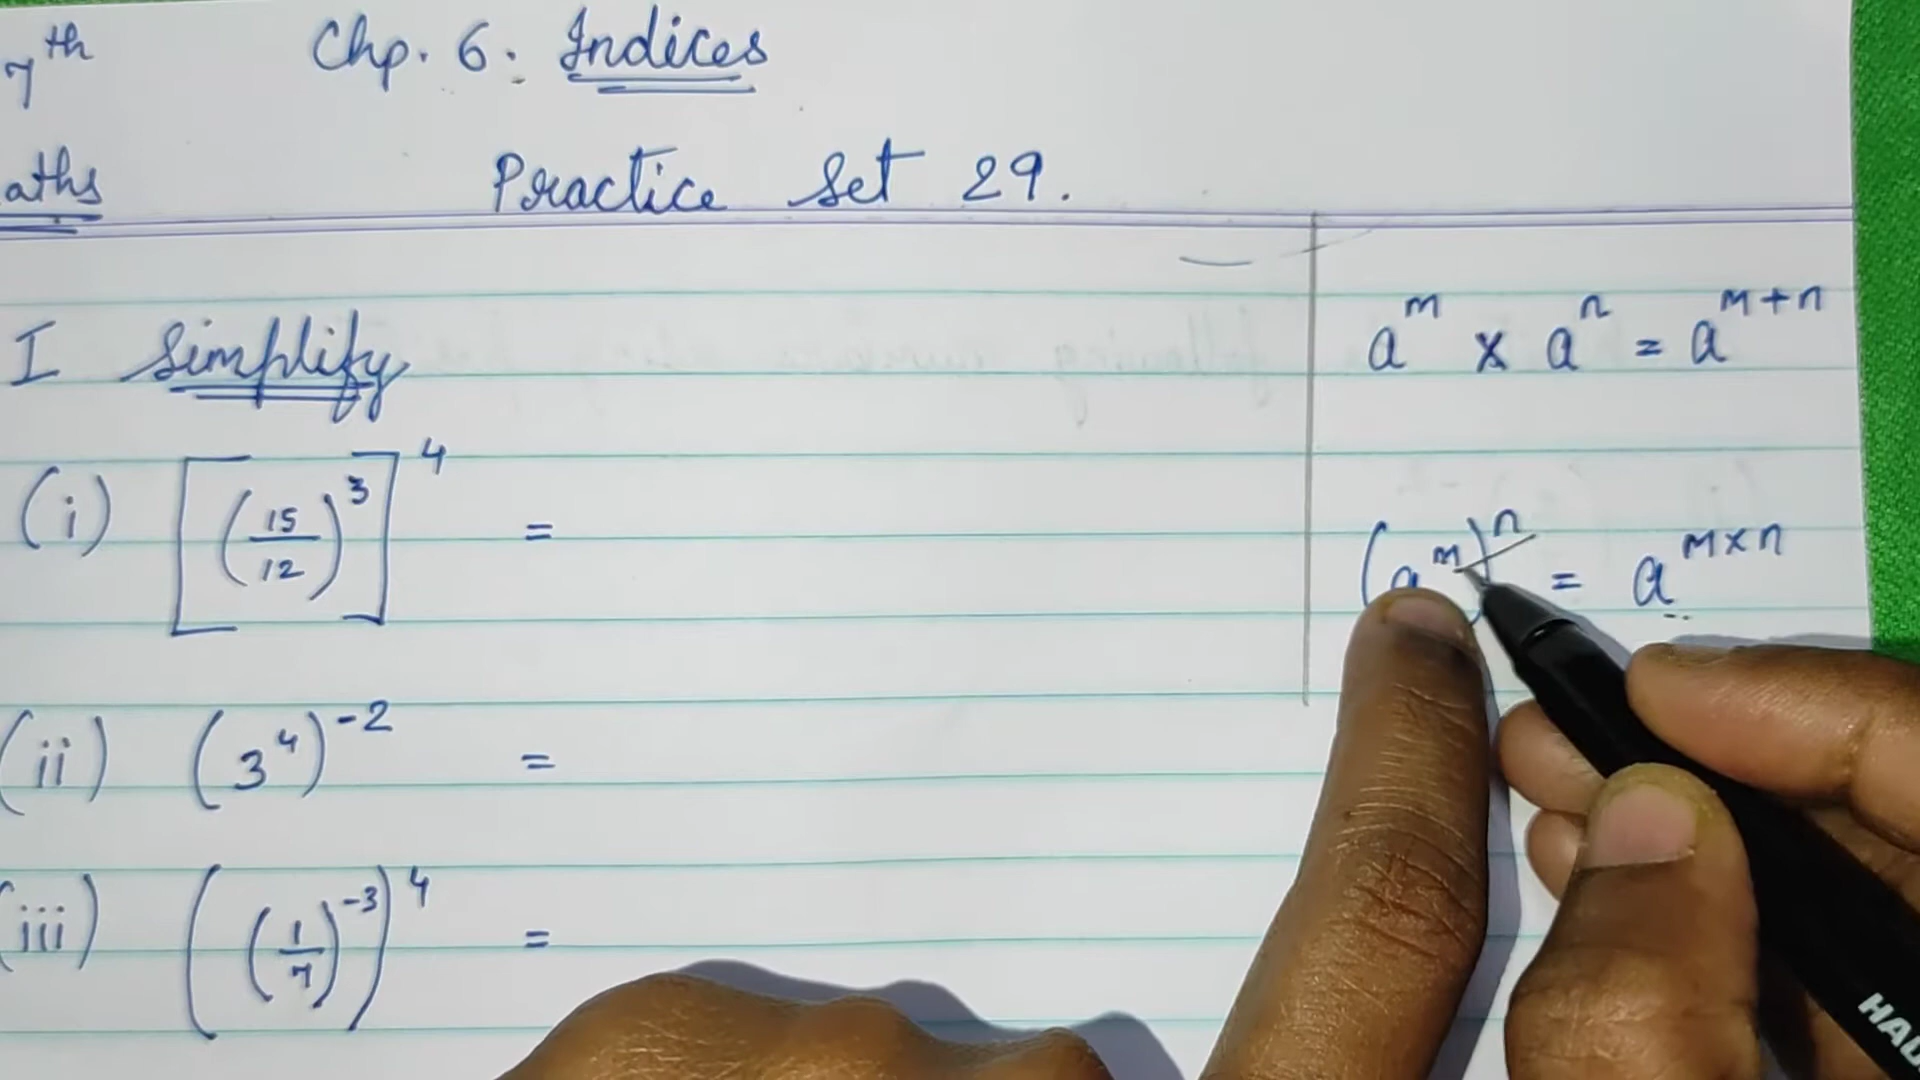 7th Chp. 6. Indices
aths Practice Set 29.
I Simplify
(i) [(15/12)^3]^4 =
(ii) (3^4)^-2 =
(iii) ((1/7)^-3)^4 =
a^m x a^n = a^m+n
(a^m)^n = a^m×n
HAU